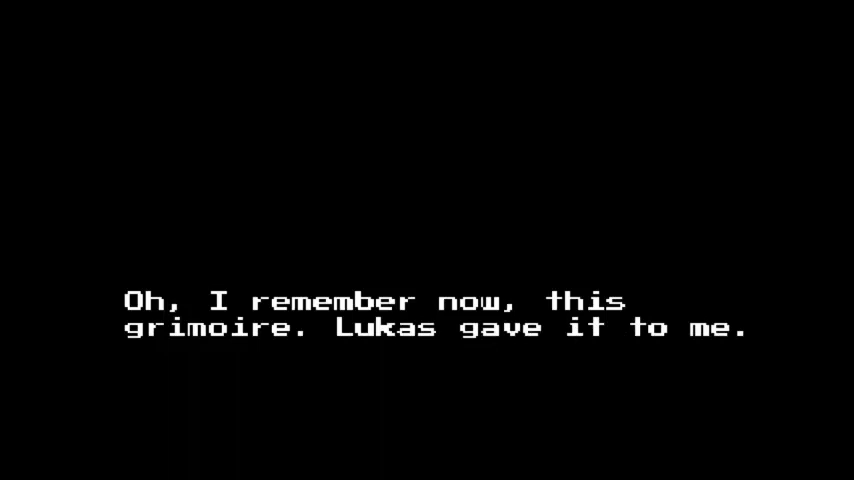 Oh, I remember now, this
grimoire. Lukas gave it to me.